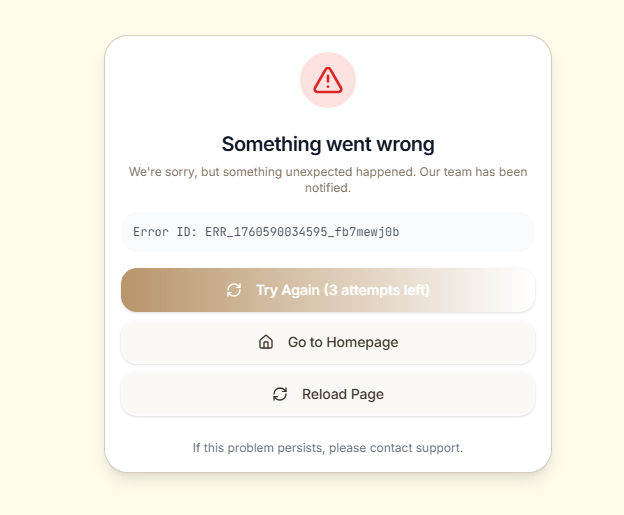 Something went wrong
We're sorry, but something unexpected happened. Our team has been
notified.
Error ID: ERR_1760590034595_fb7mewj0b
Try Again (3 attempts left)
Go to Homepage
Reload Page
If this problem persists, please contact support.